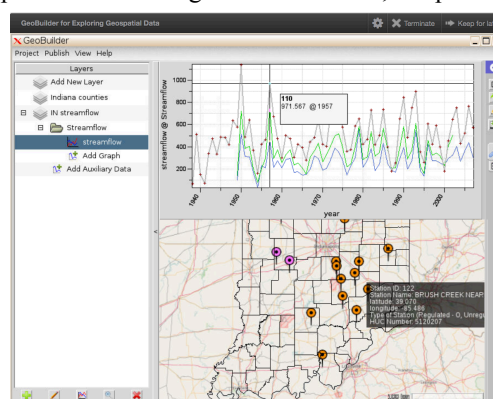 GeoBuilder for Exploring Geospatial Data
Terminate
Keep for la
GeoBuilder
Project Publish View Help
Layers
Add New Layer
Indiana counties
IN streamflow
Streamflow
streamflow
Add Graph
Add Auxiliary Data
streamflow @ Streamflow
1000
800
600
400
200
110
971.567 @1957
1940
1950
1960
1970
1980
1990
2000
year
Station ID: 122
Station Name: BRUSH CREEK NEAR
latitude: 39.070
longitude: -85.486
Type of Station (Regulated - 0, Unregu
HUC Number: 5120207